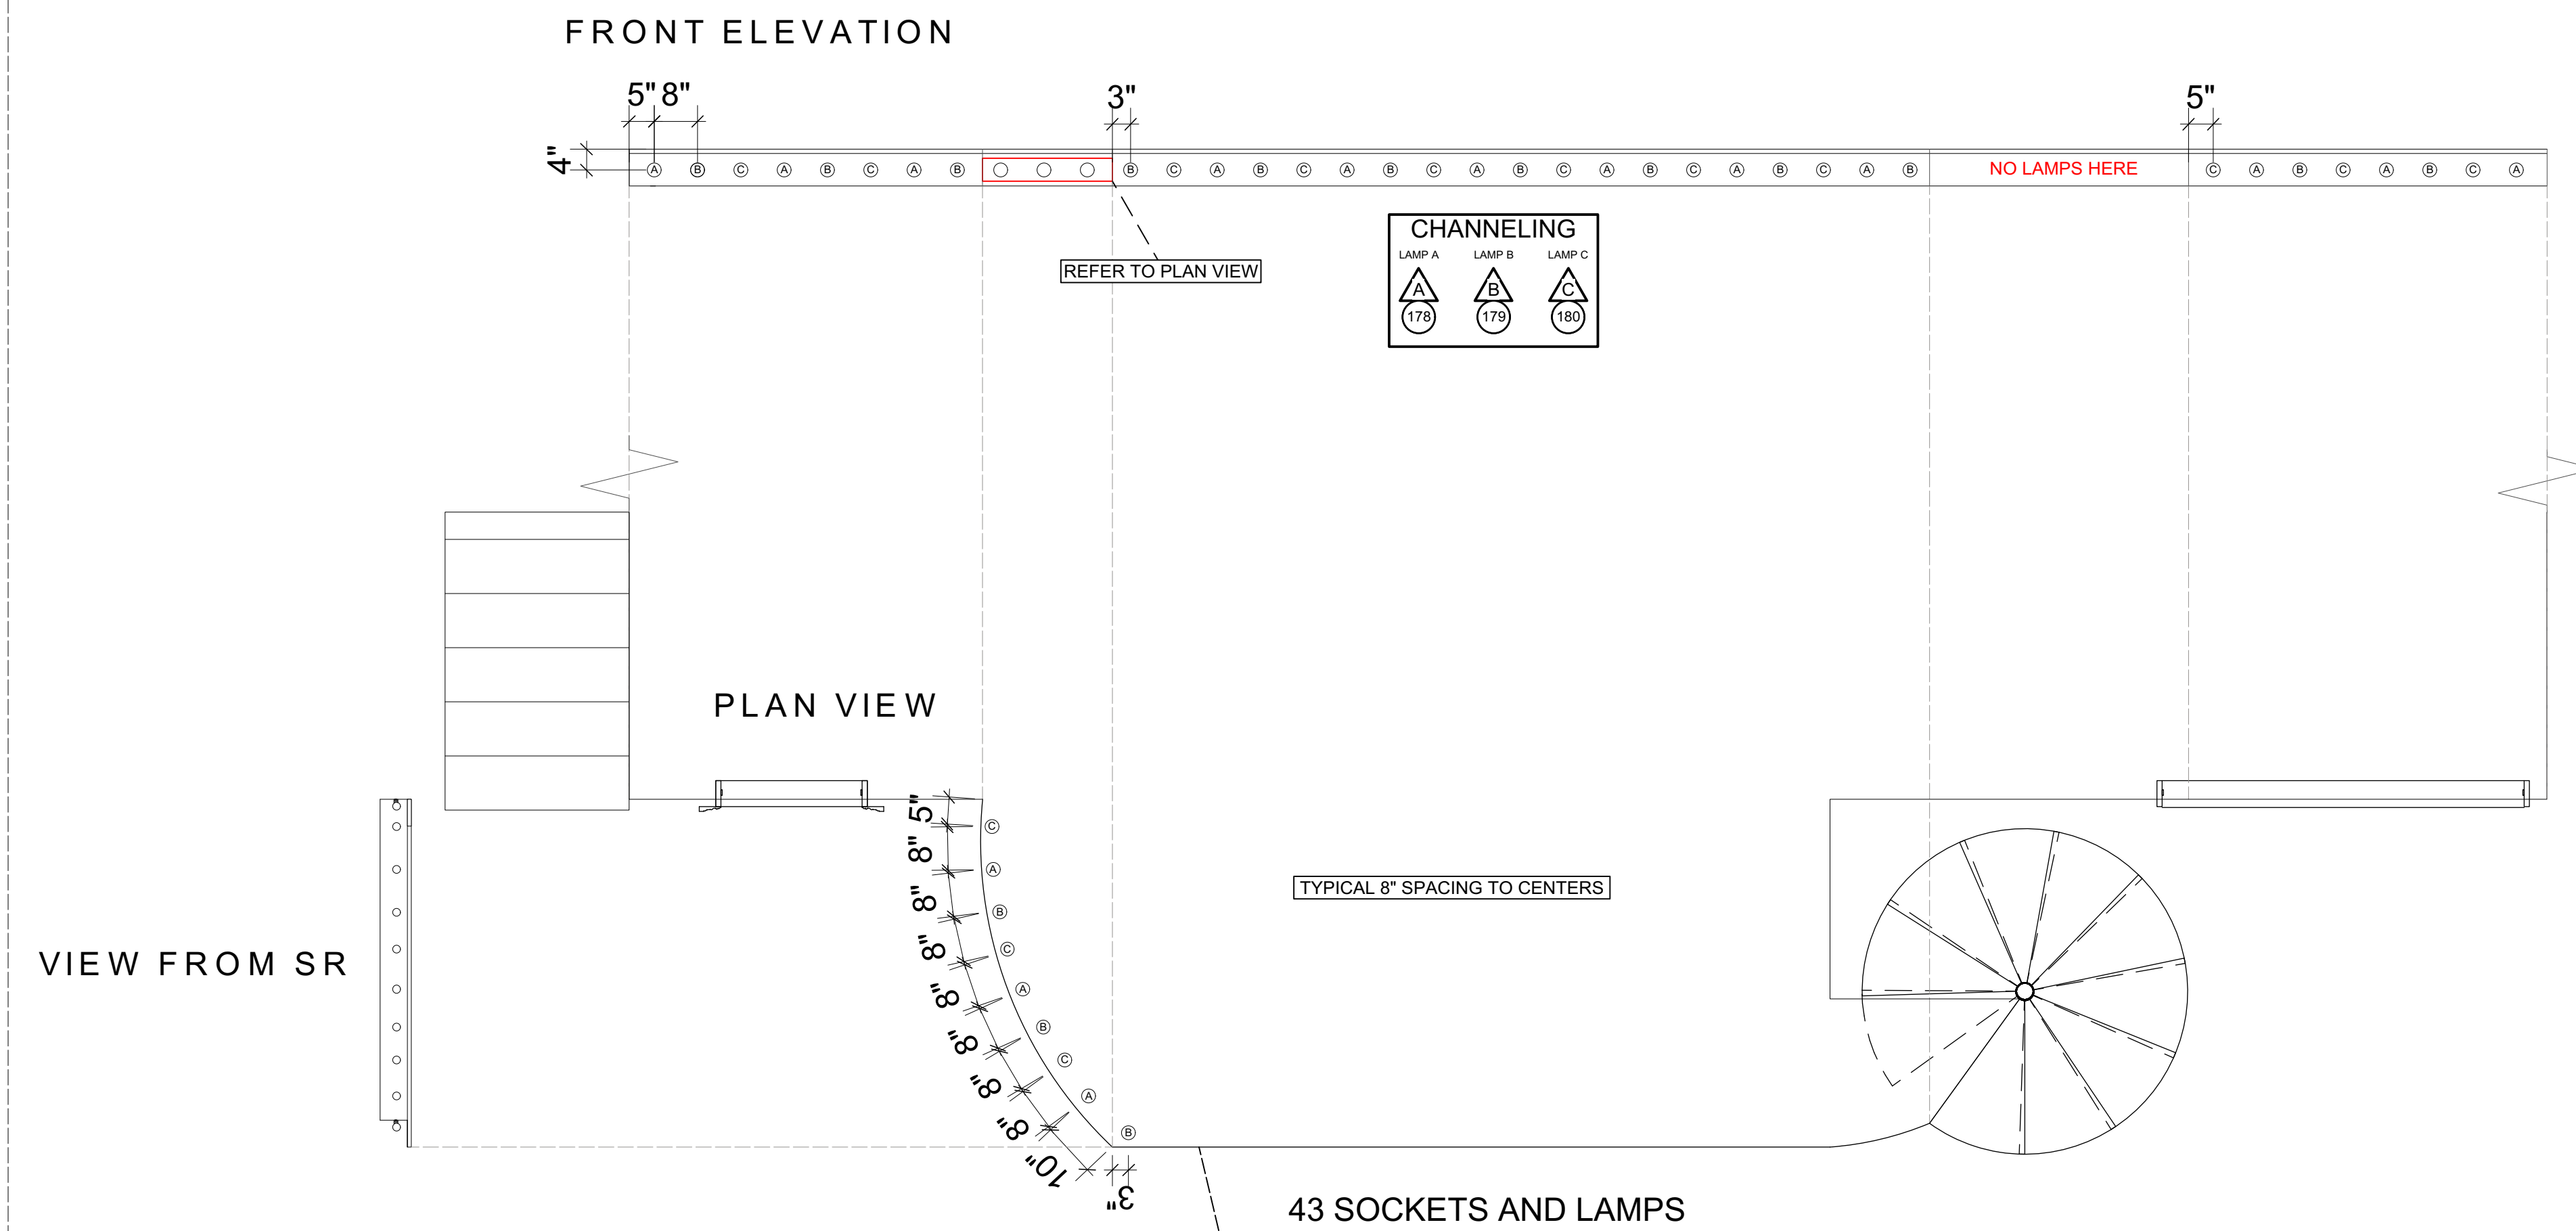 FRONT ELEVATION
5" 8" 3" 5"
4"
A B C A B C A B B C A B C A B C A B C A B C A B C A B NO LAMPS HERE C A B C A B C A
CHANNELING
LAMP A LAMP B LAMP C
A B C
178 179 180
REFER TO PLAN VIEW
PLAN VIEW
5" C
8" A
8" B
8" C
8" A
8" B
8" C
8" A
10" B
3"
TYPICAL 8" SPACING TO CENTERS
VIEW FROM SR
43 SOCKETS AND LAMPS